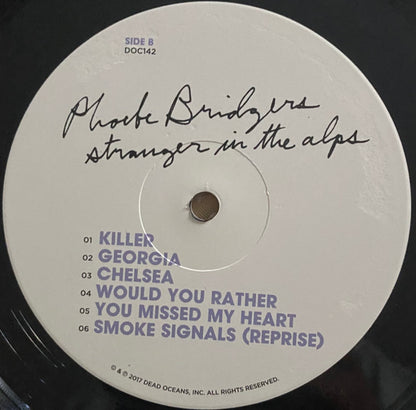 SIDE B
DOC142
Phoebe Bridgers
stranger in the alps
01 KILLER
02 GEORGIA
03 CHELSEA
04 WOULD YOU RATHER
05 YOU MISSED MY HEART
06 SMOKE SIGNALS (REPRISE)
© & ℗ 2017 DEAD OCEANS, INC. ALL RIGHTS RESERVED.